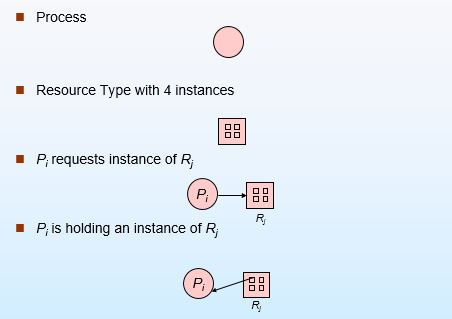 Process
Resource Type with 4 instances
Pi requests instance of Rj
Pi
Rj
Pi is holding an instance of Rj
Pi
Rj